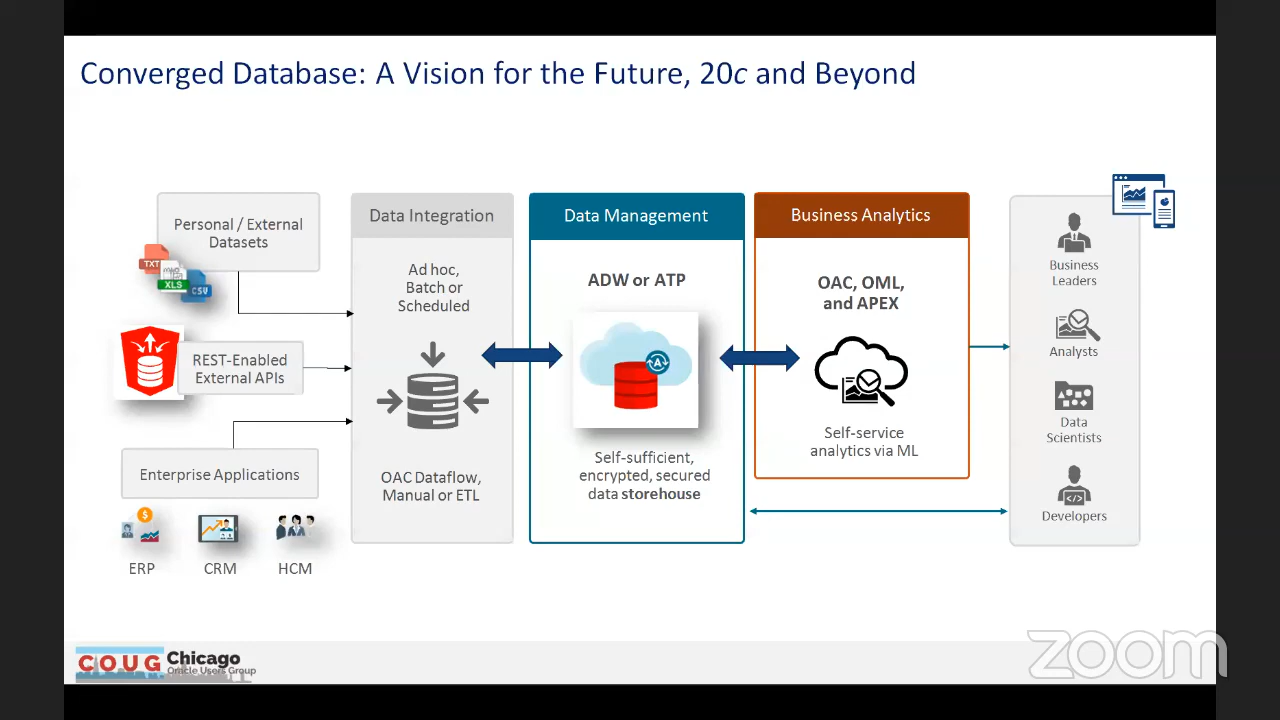 Converged Database: A Vision for the Future, 20c and Beyond
Personal / External
Datasets
TXT
XLS
CSV
REST-Enabled
External APIs
Enterprise Applications
ERP
CRM
HCM
Data Integration
Ad hoc,
Batch or
Scheduled
OAC Dataflow,
Manual or ETL
Data Management
ADW or ATP
A
Self-sufficient,
encrypted, secured
data storehouse
Business Analytics
OAC, OML,
and APEX
Self-service
analytics via ML
Business
Leaders
Analysts
Data
Scientists
</>
Developers
COUG Chicago
Oracle Users Group
zoom